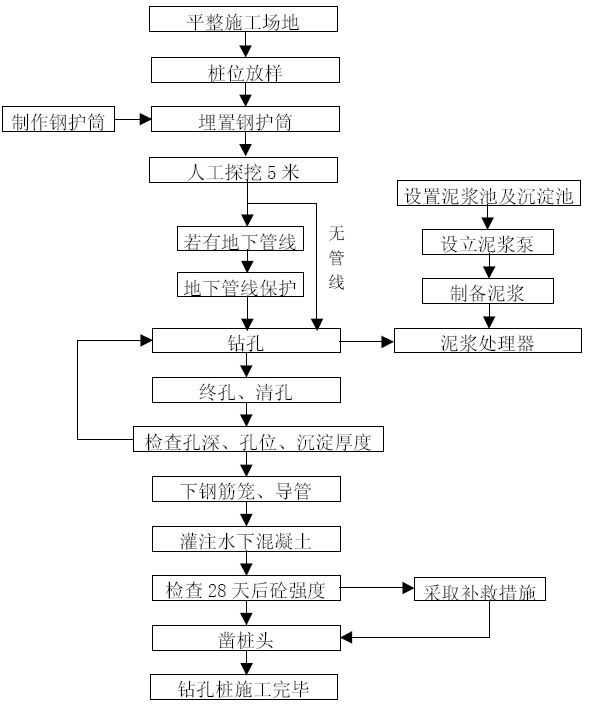 平整施工场地
桩位放样
制作钢护筒
埋置钢护筒
人工探挖5米
设置泥浆池及沉淀池
若有地下管线
无管线
设立泥浆泵
地下管线保护
制备泥浆
钻孔
泥浆处理器
终孔、清孔
检查孔深、孔位、沉淀厚度
下钢筋笼、导管
灌注水下混凝土
检查28天后砼强度
采取补救措施
凿桩头
钻孔桩施工完毕